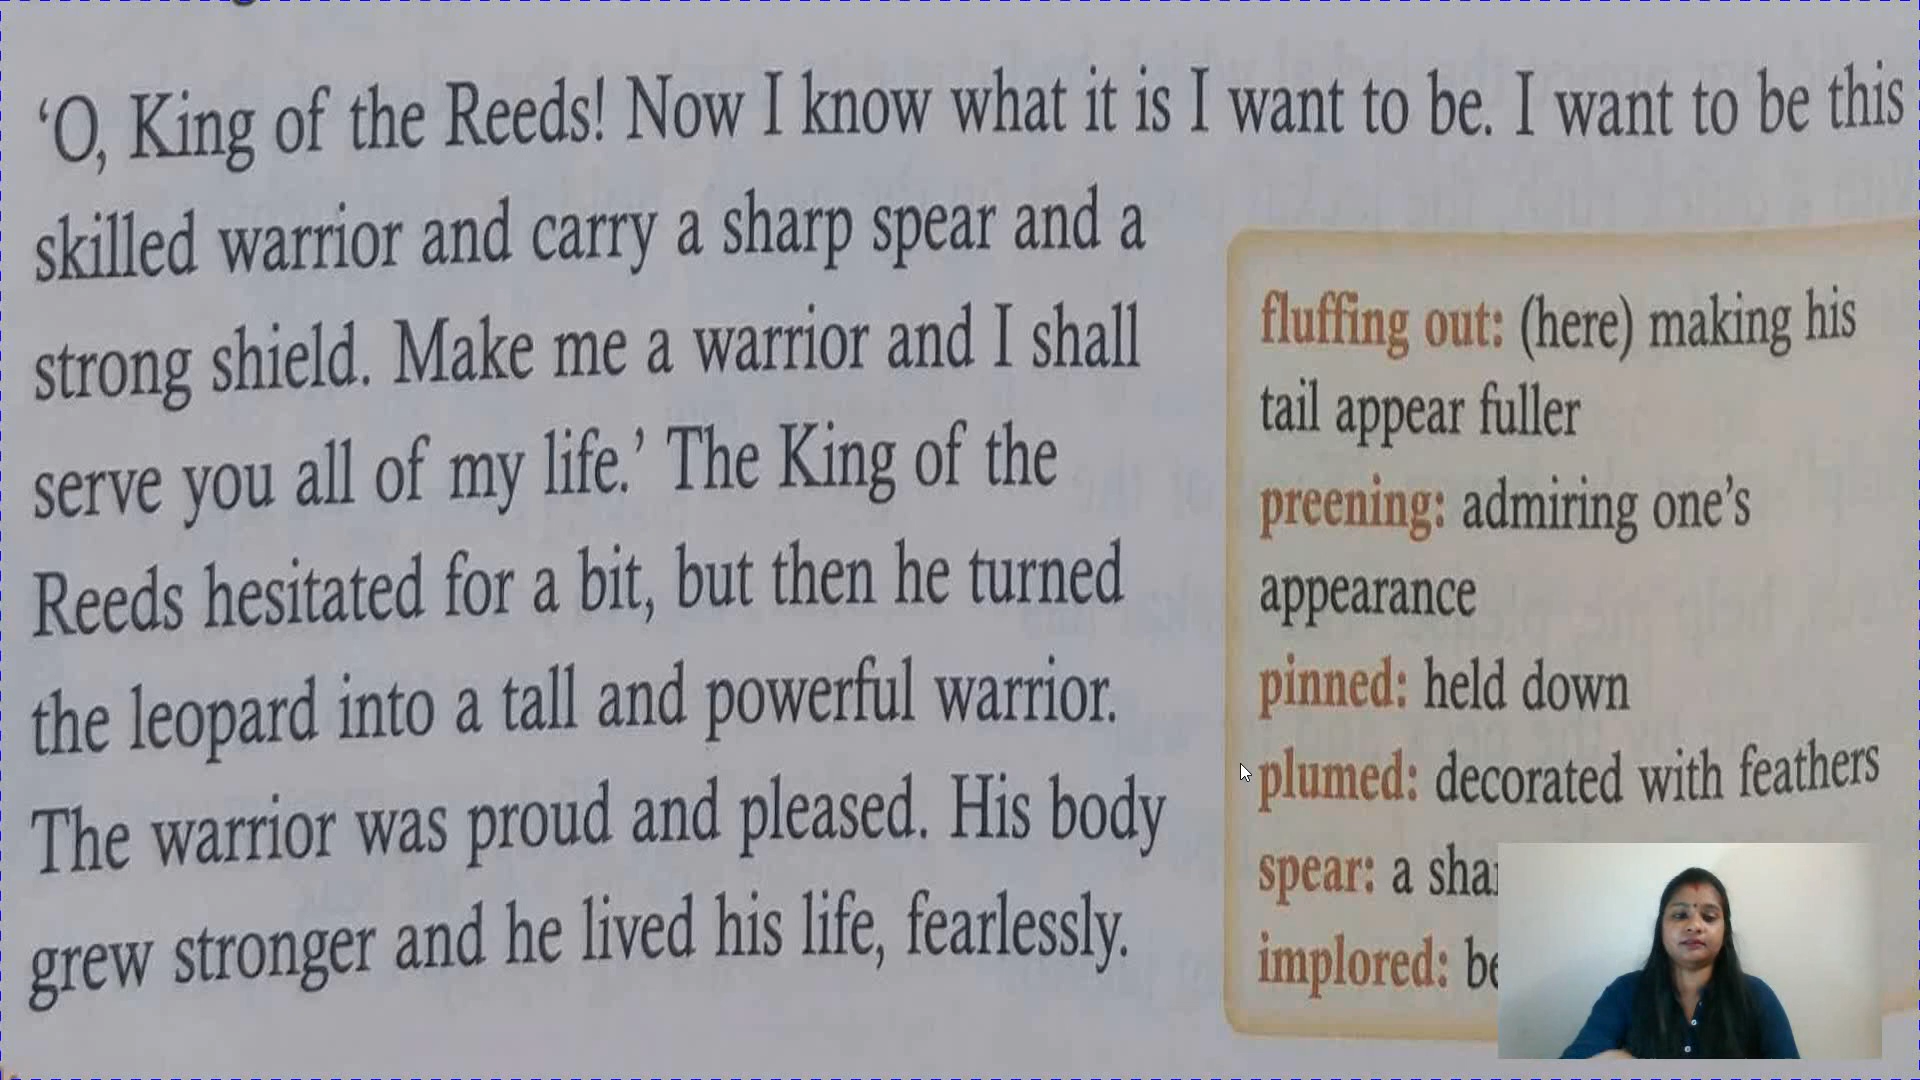 ‘O, King of the Reeds! Now I know what it is I want to be. I want to be this
skilled warrior and carry a sharp spear and a
strong shield. Make me a warrior and I shall
serve you all of my life.’ The King of the
Reeds hesitated for a bit, but then he turned
the leopard into a tall and powerful warrior.
The warrior was proud and pleased. His body
grew stronger and he lived his life, fearlessly.
fluffing out: (here) making his
tail appear fuller
preening: admiring one’s
appearance
pinned: held down
plumed: decorated with feathers
spear: a
implored: